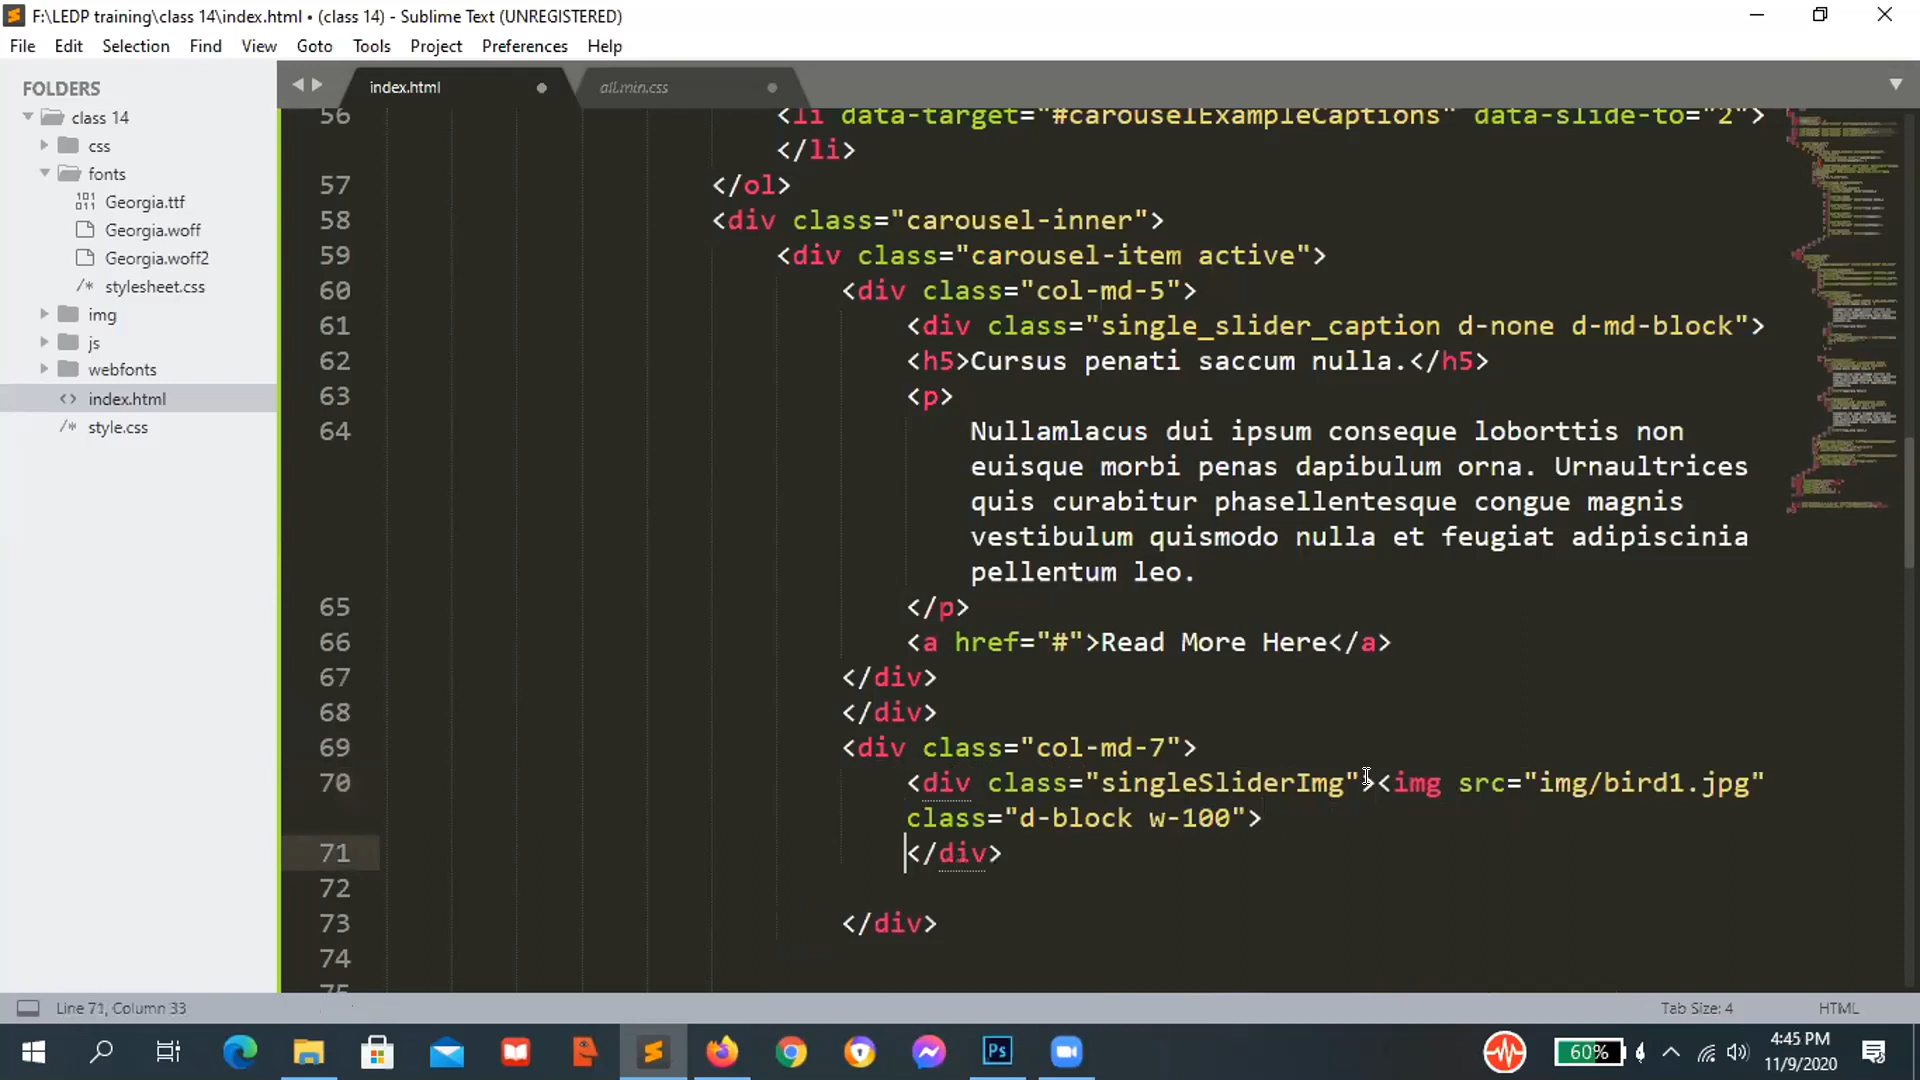 F:\LEDP training\class 14\index.html • (class 14) - Sublime Text (UNREGISTERED)
File Edit Selection Find View Goto Tools Project Preferences Help
FOLDERS
class 14
css
fonts
Georgia.ttf
Georgia.woff
Georgia.woff2
/* stylesheet.css
img
js
webfonts
<> index.html
/* style.css
index.html
all.min.css
56 <li data-target="#carouselExampleCaptions" data-slide-to="2">
</li>
57 </ol>
58 <div class="carousel-inner">
59 <div class="carousel-item active">
60 <div class="col-md-5">
61 <div class="single_slider_caption d-none d-md-block">
62 <h5>Cursus penati saccum nulla.</h5>
63 <p>
64 Nullamlacus dui ipsum conseque loborttis non
euisque morbi penas dapibulum orna. Urnaultrices
quis curabitur phasellentesque congue magnis
vestibulum quismodo nulla et feugiat adipiscinia
pellentum leo.
65 </p>
66 <a href="#">Read More Here</a>
67 </div>
68 </div>
69 <div class="col-md-7">
70 <div class="singleSliderImg"><img src="img/bird1.jpg"
class="d-block w-100">
71 </div>
72
73 </div>
74
75
Line 71, Column 33
Tab Size: 4
HTML
Ps
60%
4:45 PM
11/9/2020